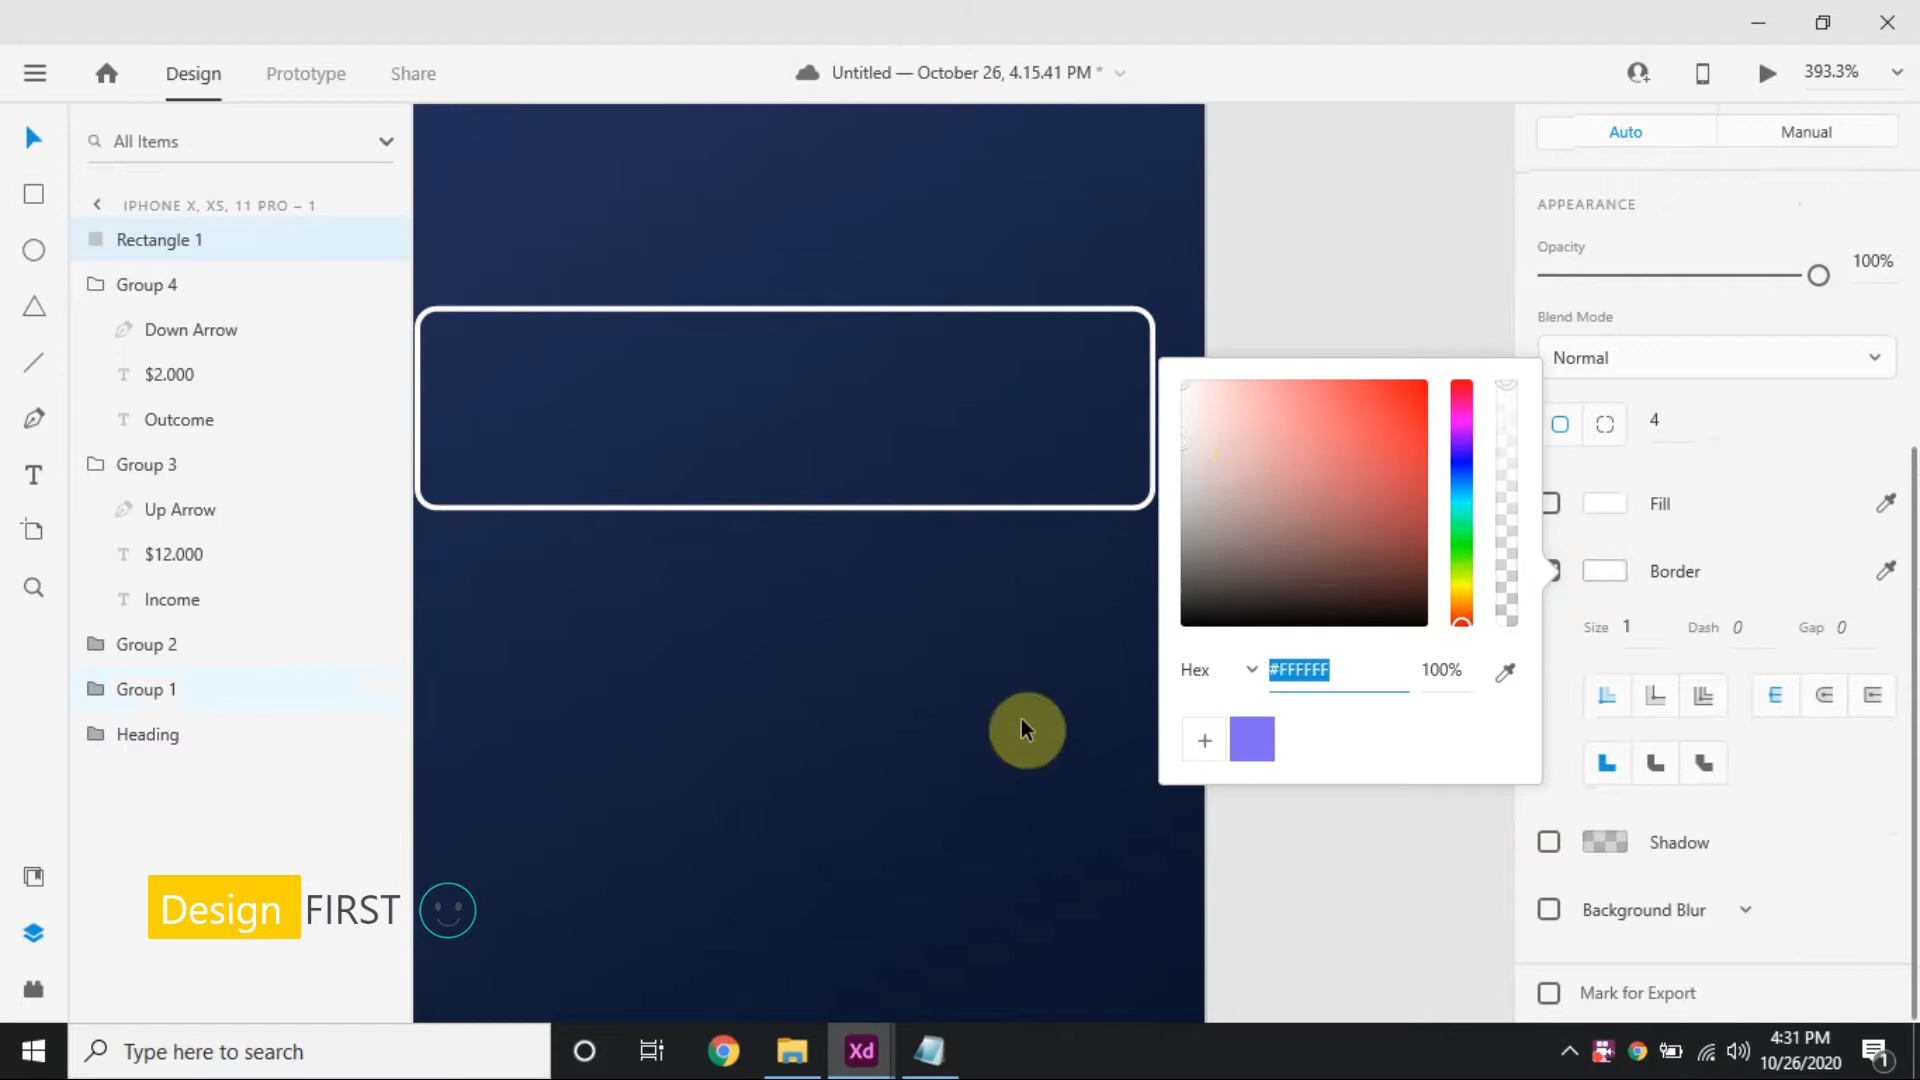 Design
Prototype
Share
Untitled — October 26, 4.15.41 PM *
393.3%
All Items
IPHONE X, XS, 11 PRO – 1
Rectangle 1
Group 4
Down Arrow
T $2.000
T Outcome
Group 3
Up Arrow
T $12.000
T Income
Group 2
Group 1
Heading
T
Auto
Manual
APPEARANCE
Opacity
100%
Blend Mode
Normal
4
Fill
Border
Size 1
Dash 0
Gap 0
Shadow
Background Blur
Mark for Export
Hex
#FFFFFF
100%
+
Design FIRST
Type here to search
Xd
4:31 PM
10/26/2020
1